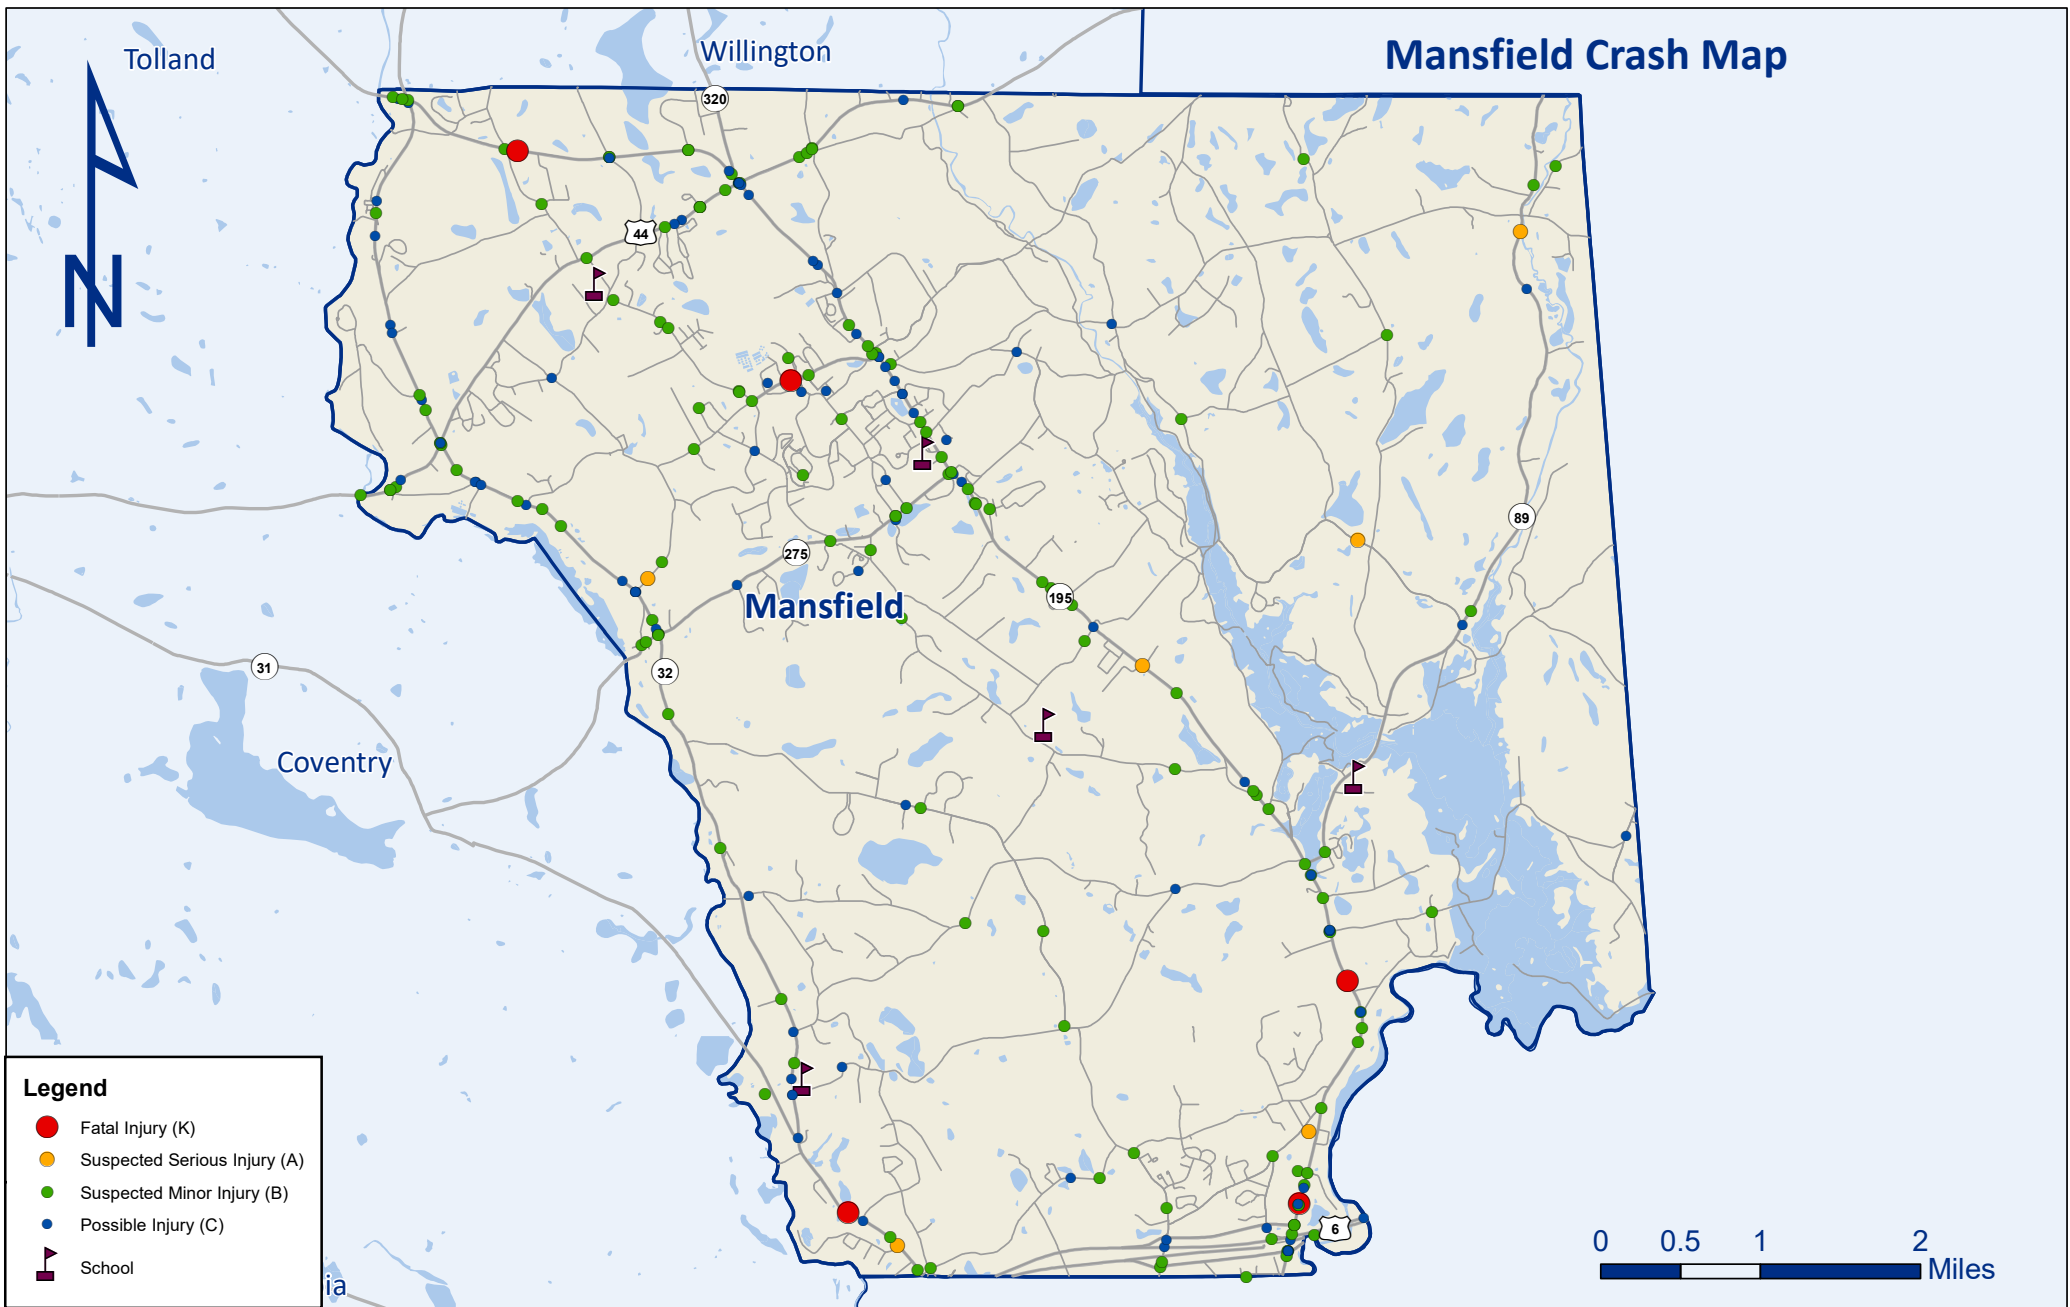 Tolland
Willington
Mansfield Crash Map
320
N
44
89
275
Mansfield
195
31
32
Coventry
Legend
Fatal Injury (K)
Suspected Serious Injury (A)
Suspected Minor Injury (B)
Possible Injury (C)
School
ia
6
0 0.5 1 2
Miles